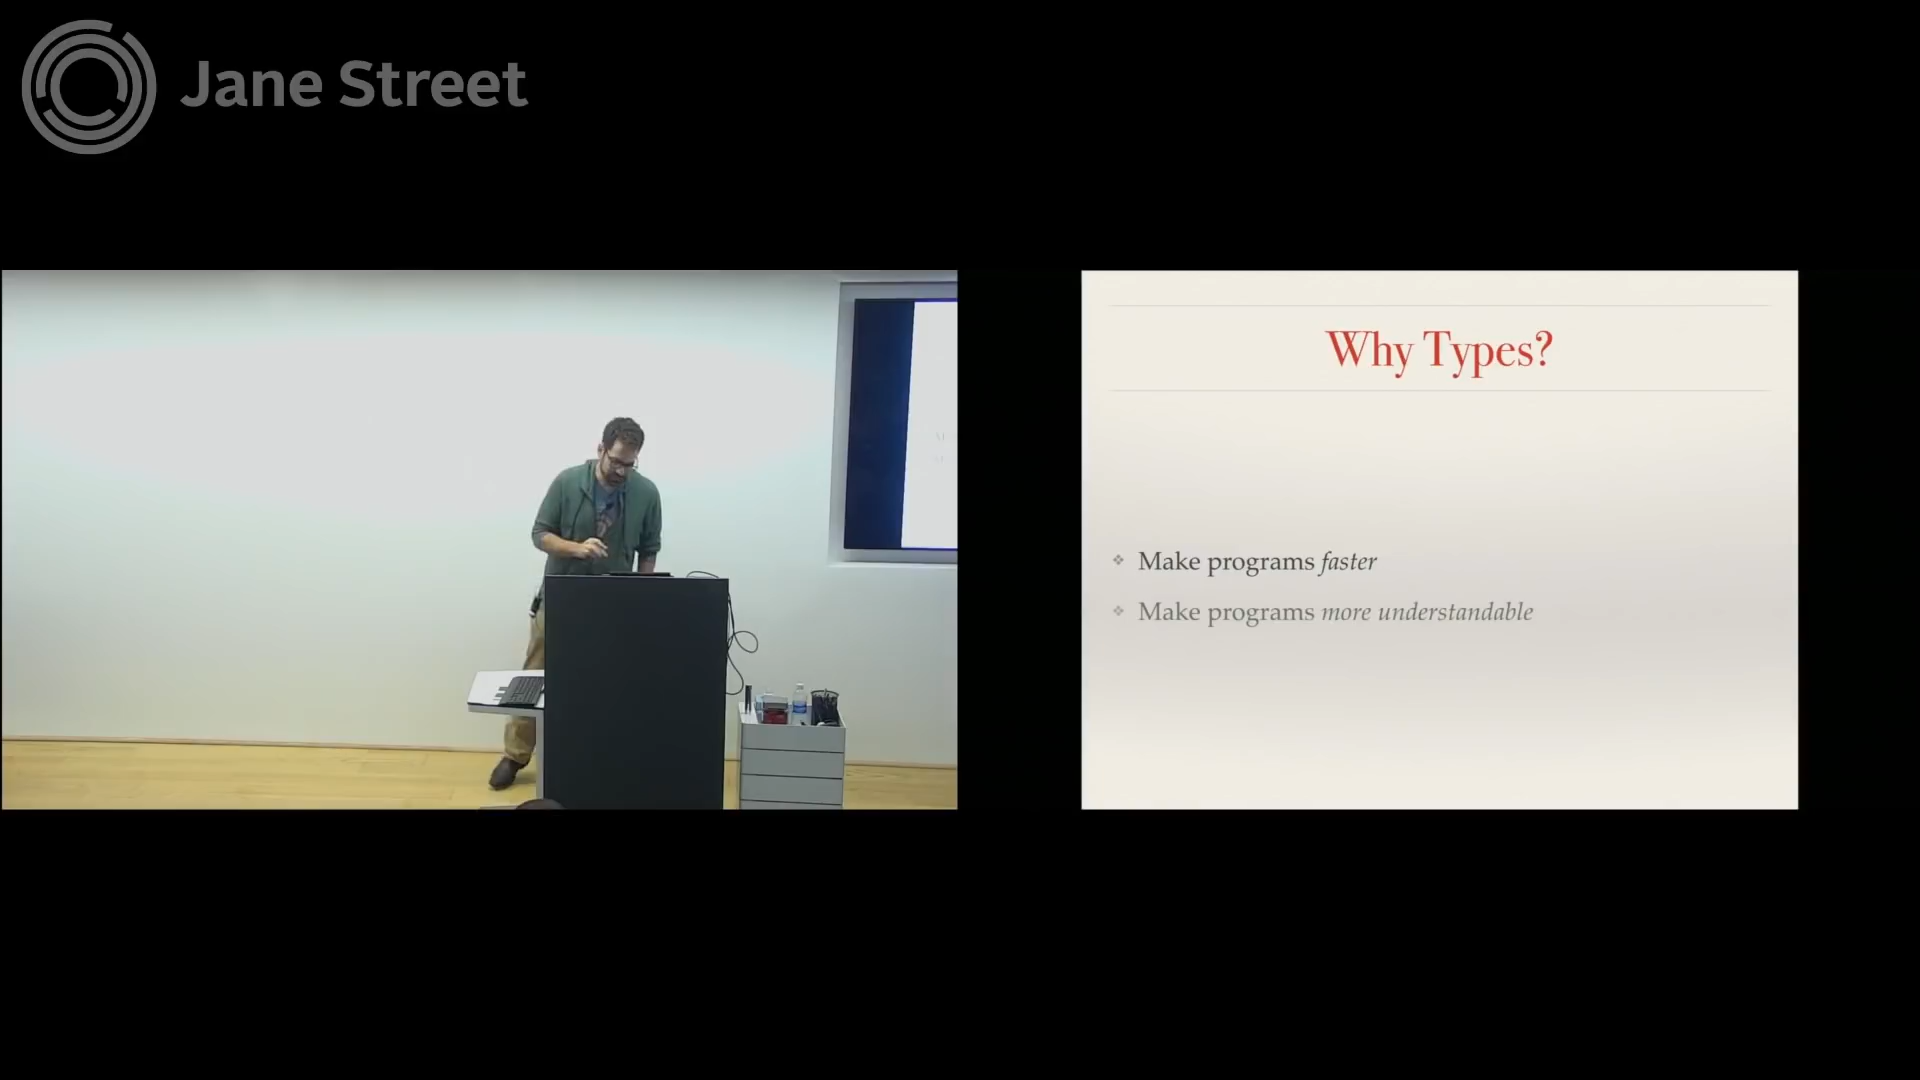 Jane Street
Why Types?
Make programs faster
Make programs more understandable